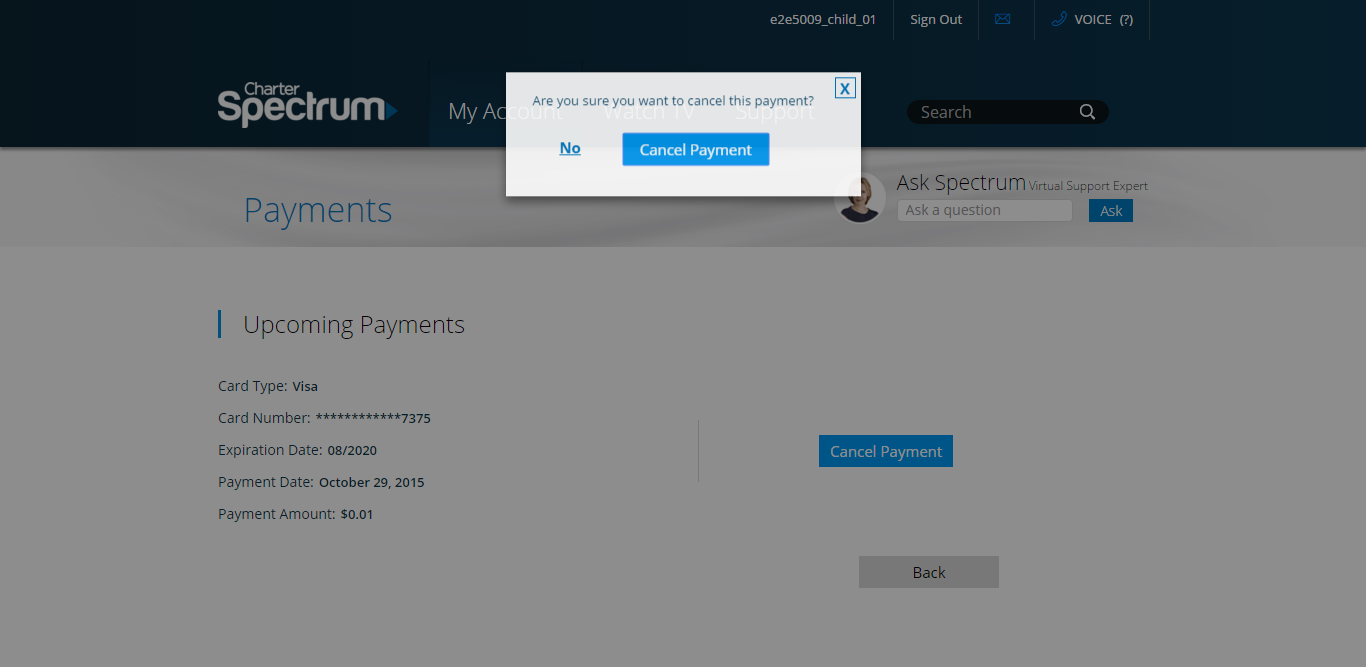 e2e5009_child_01 Sign Out VOICE (?)
Charter
Spectrum
My Account Watch TV Support
Search
X
Are you sure you want to cancel this payment?
No Cancel Payment
Payments
Ask Spectrum Virtual Support Expert
Ask a question Ask
Upcoming Payments
Card Type: Visa
Card Number: ************7375
Expiration Date: 08/2020
Cancel Payment
Payment Date: October 29, 2015
Payment Amount: $0.01
Back